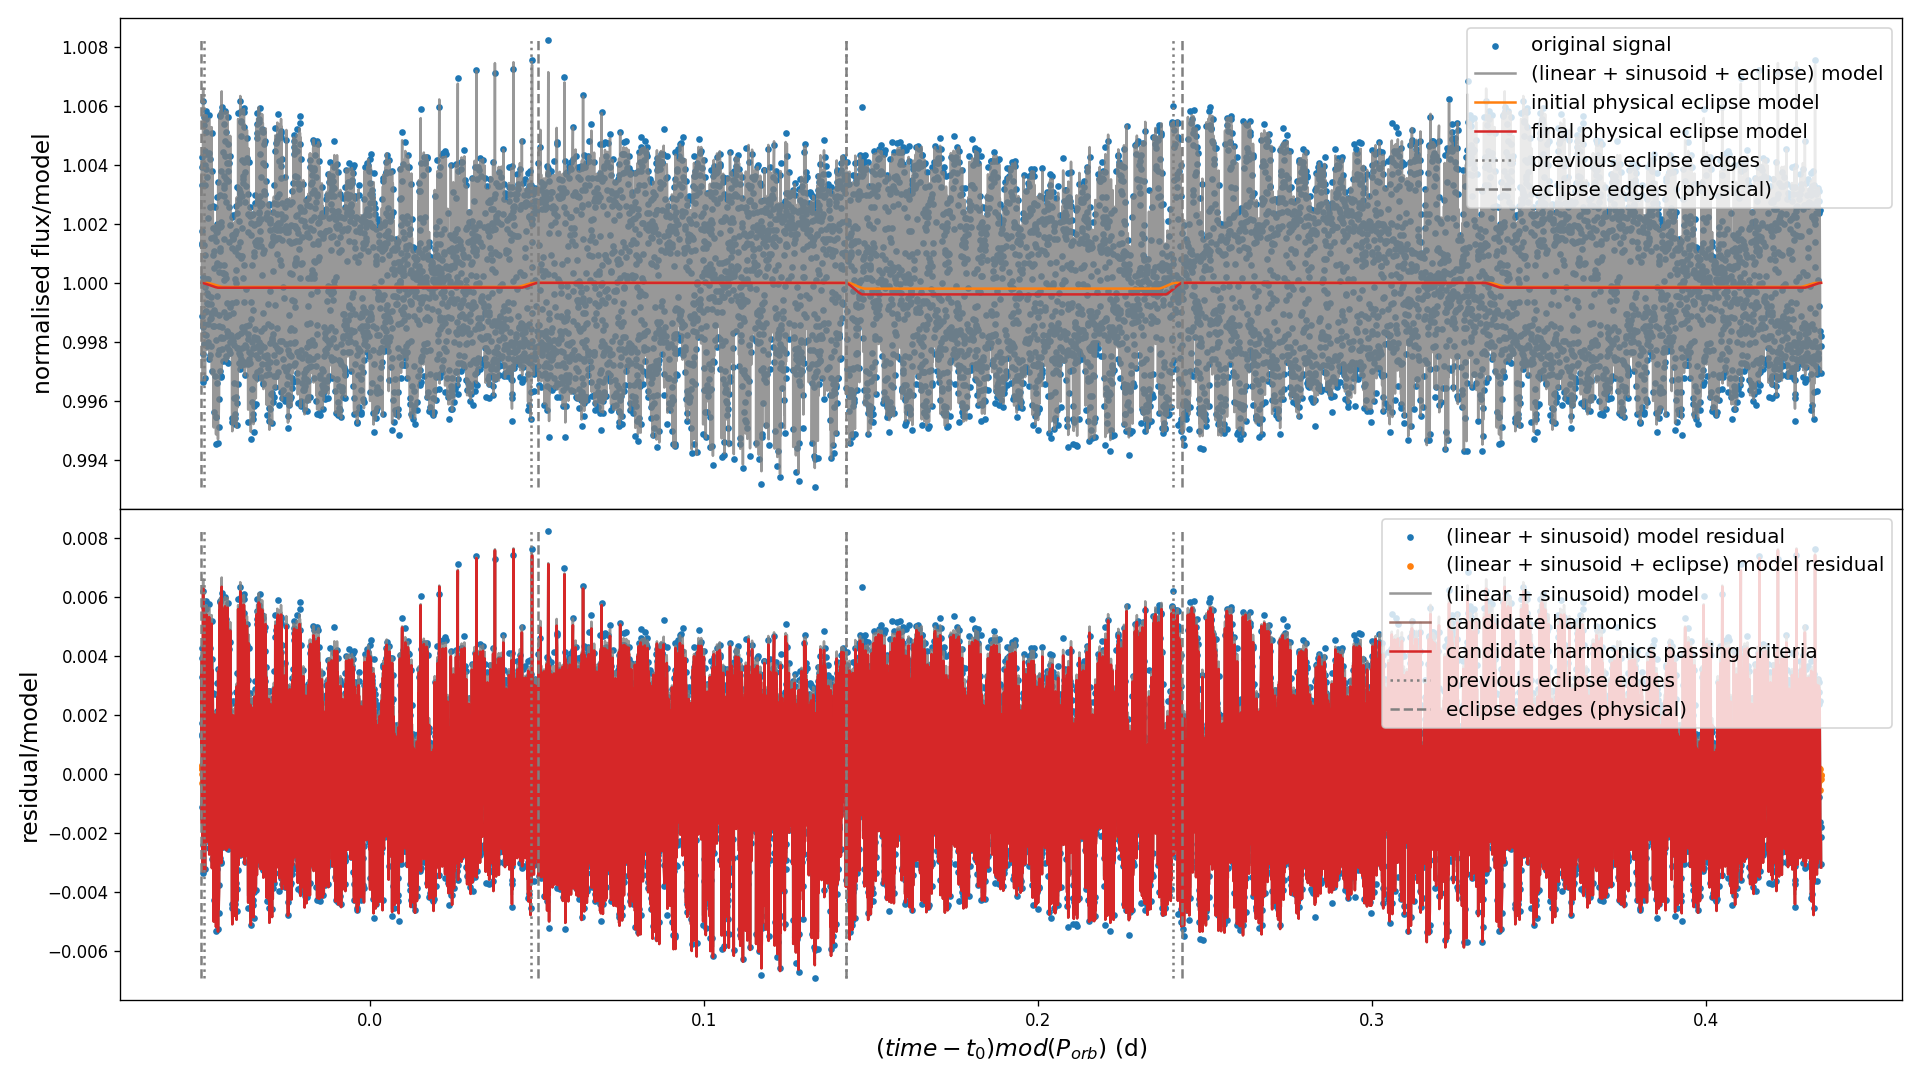 normalised flux/model
1.008
1.006
1.004
1.002
1.000
0.998
0.996
0.994
original signal
(linear + sinusoid + eclipse) model
initial physical eclipse model
final physical eclipse model
previous eclipse edges
eclipse edges (physical)
residual/model
0.008
0.006
0.004
0.002
0.000
−0.002
−0.004
−0.006
(linear + sinusoid) model residual
(linear + sinusoid + eclipse) model residual
(linear + sinusoid) model
candidate harmonics
candidate harmonics passing criteria
previous eclipse edges
eclipse edges (physical)
0.0 0.1 0.2 0.3 0.4
(time − t₀)mod(P_orb) (d)